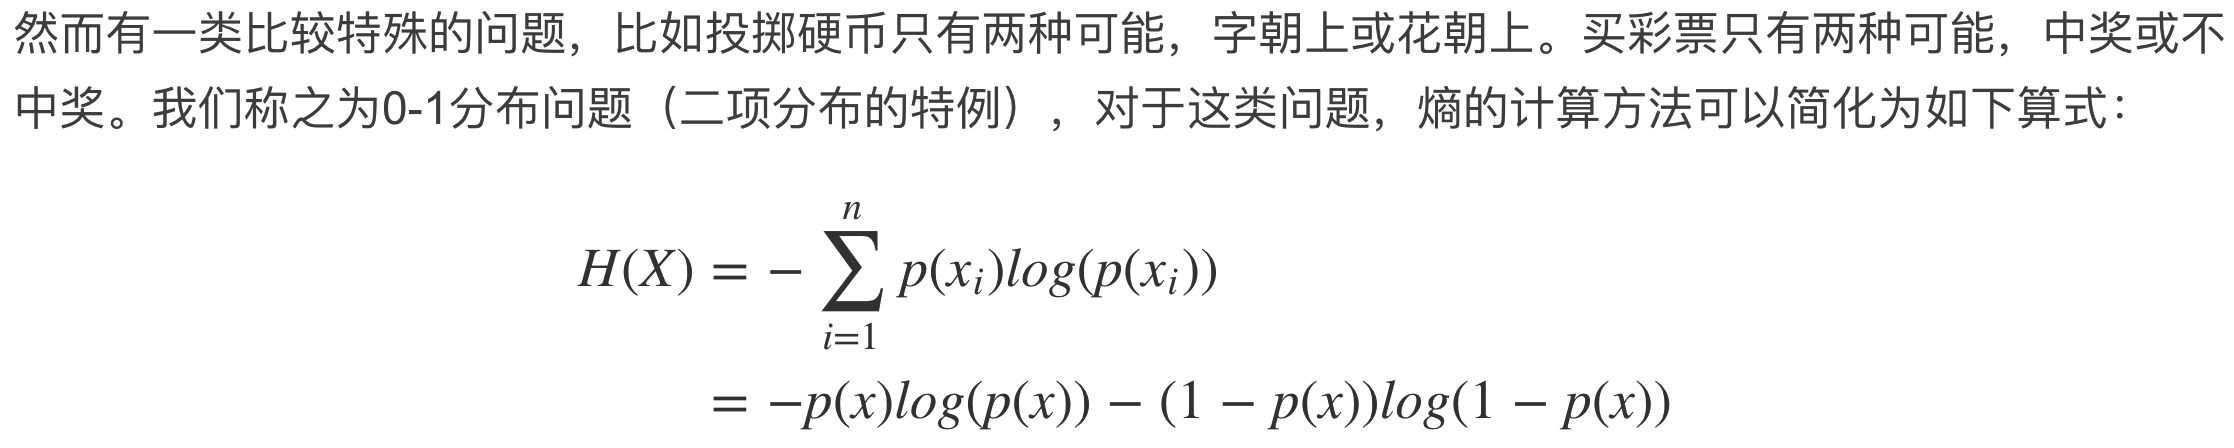 然而有一类比较特殊的问题，比如投掷硬币只有两种可能，字朝上或花朝上。买彩票只有两种可能，中奖或不
中奖。我们称之为0-1分布问题（二项分布的特例），对于这类问题，熵的计算方法可以简化为如下算式：
H(X) = − ∑_{i=1}^{n} p(x_i)log(p(x_i))
= −p(x)log(p(x)) − (1 − p(x))log(1 − p(x))